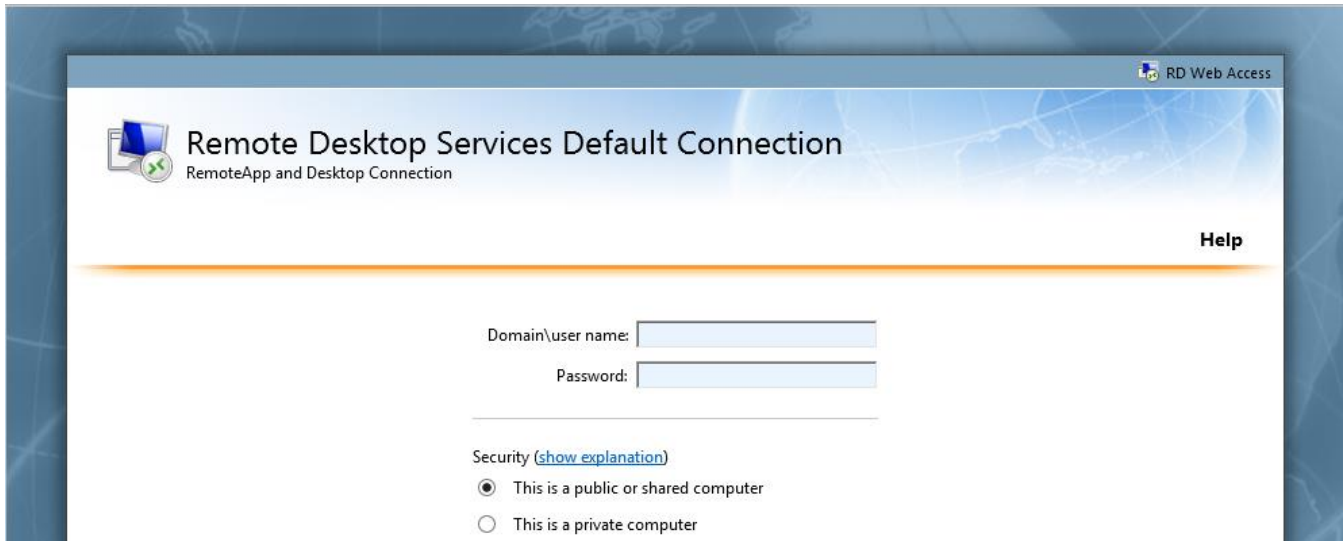 RD Web Access
Remote Desktop Services Default Connection
RemoteApp and Desktop Connection
Help
Domain\user name:
Password:
Security (show explanation)
This is a public or shared computer
This is a private computer